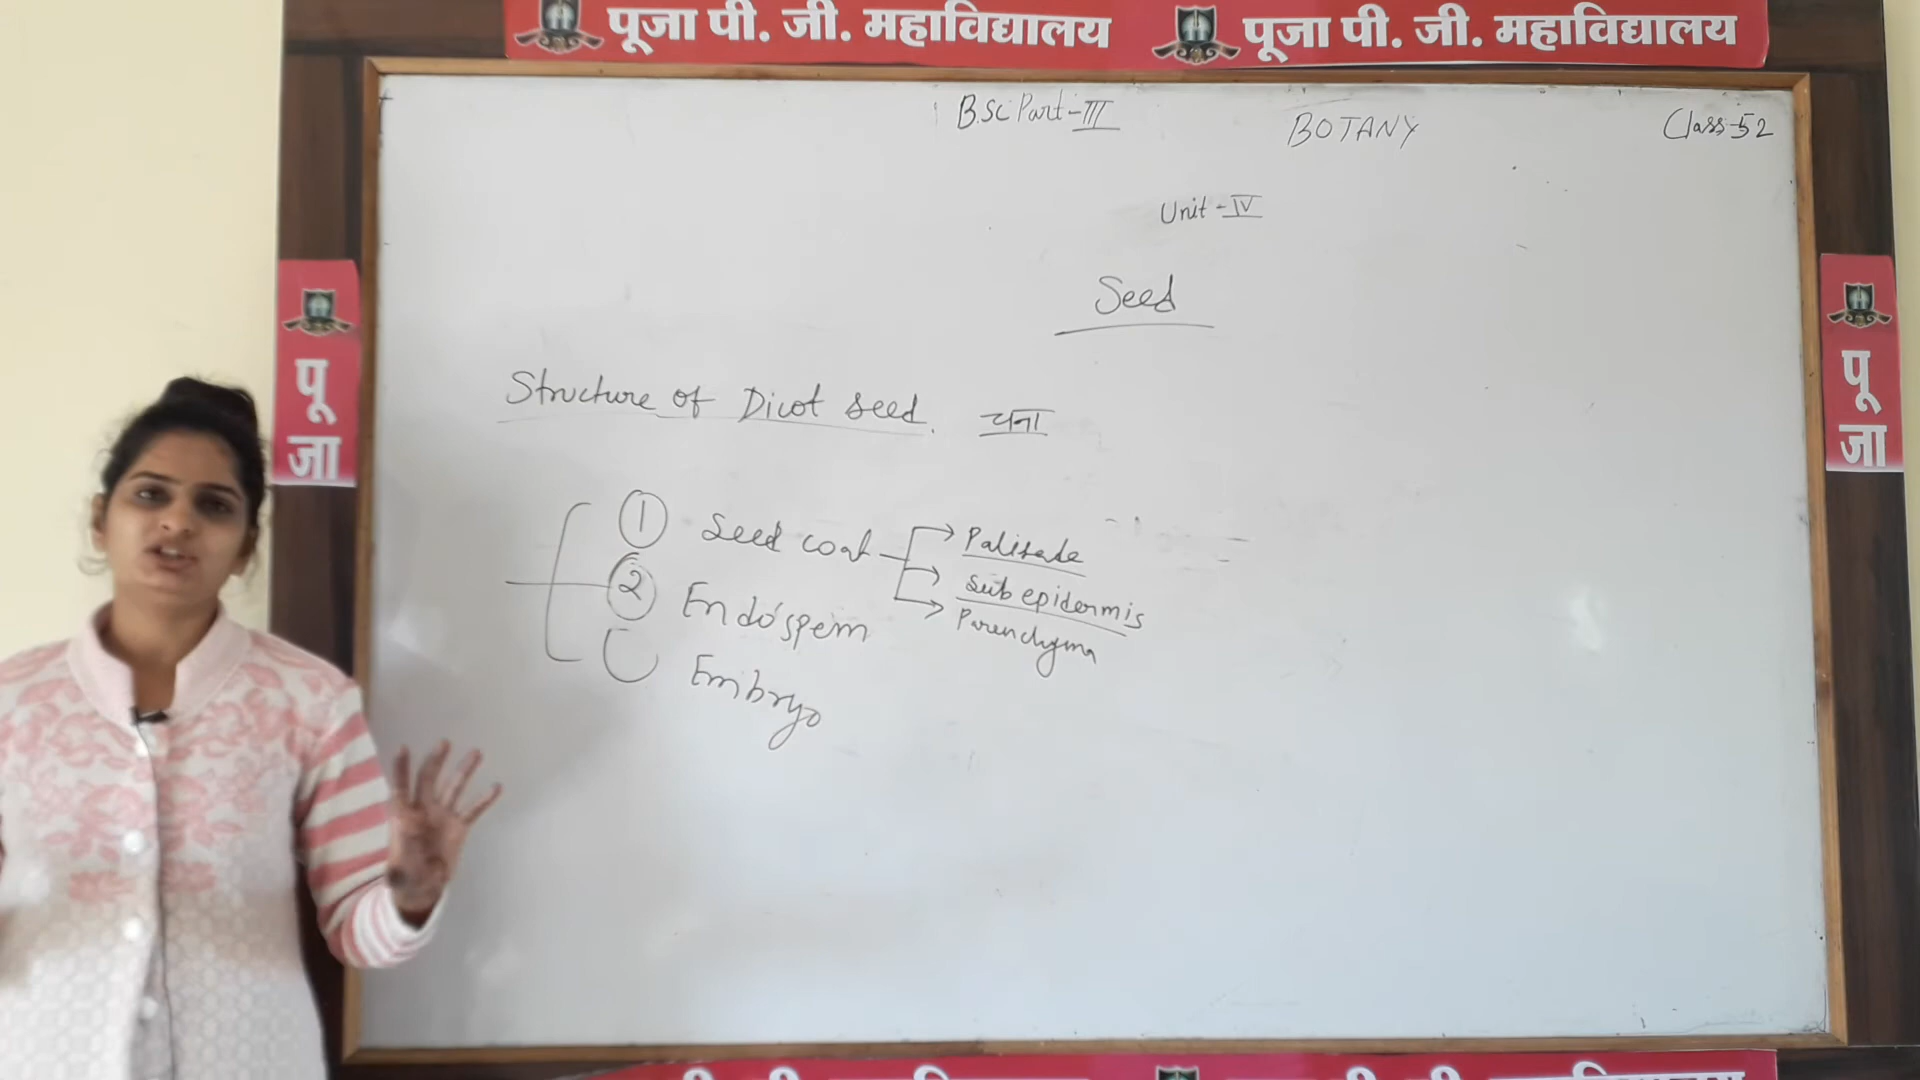 पूजा पी. जी. महाविद्यालय पूजा पी. जी. महाविद्यालय
B.Sc Part-III BOTANY Class-52
Unit-IV
Seed
Structure of Dicot seed. चना
1 Seed coat Palisade
Sub epidermis
Parenchyma
2 Endospem
Embryo
पू
जा
पू
जा